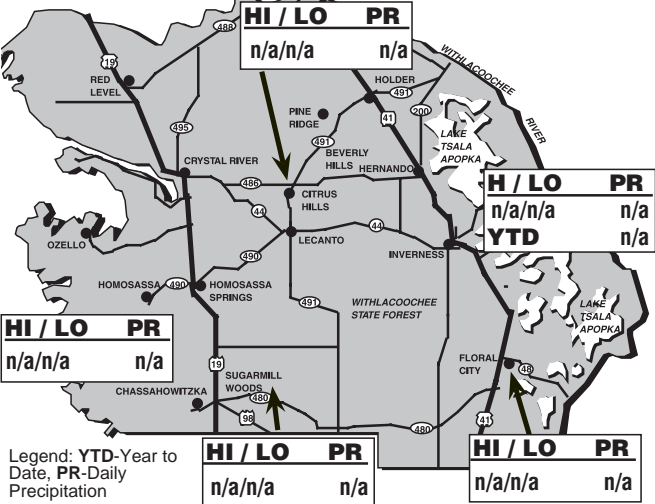 HI / LO PR
n/a/n/a n/a
488
19
RED
LEVEL
WITHLACOOCHEE
RIVER
HOLDER
491
200
PINE
RIDGE
41
495
491
LAKE
TSALA
APOPKA
BEVERLY
HILLS
CRYSTAL RIVER
HERNANDO
486
CITRUS
HILLS
H / LO PR
n/a/n/a n/a
YTD n/a
44
44
OZELLO
LECANTO
INVERNESS
490
HOMOSASSA
490
HOMOSASSA
SPRINGS
491
WITHLACOOCHEE
STATE FOREST
LAKE
TSALA
APOPKA
HI / LO PR
n/a/n/a n/a
19
FLORAL
CITY
48
SUGARMILL
WOODS
CHASSAHOWITZKA
480
98
480
41
HI / LO PR
n/a/n/a n/a
HI / LO PR
n/a/n/a n/a
Legend: YTD-Year to
Date, PR-Daily
Precipitation